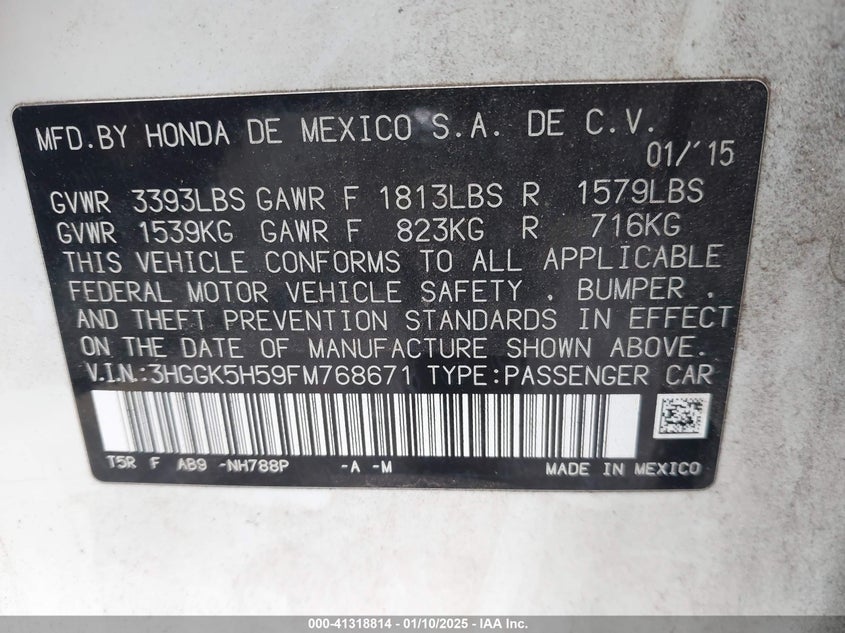 MFD.BY HONDA DE MEXICO S.A. DE C.V.
01/'15
GVWR 3393LBS GAWR F 1813LBS R 1579LBS
GVWR 1539KG GAWR F 823KG R 716KG
THIS VEHICLE CONFORMS TO ALL APPLICABLE
FEDERAL MOTOR VEHICLE SAFETY , BUMPER ,
AND THEFT PREVENTION STANDARDS IN EFFECT
ON THE DATE OF MANUFACTURE SHOWN ABOVE.
V.I.N.:3HGGK5H59FM768671 TYPE:PASSENGER CAR
T5R F AB9 -NH788P -A -M MADE IN MEXICO
000-41318814 - 01/10/2025 - IAA Inc.